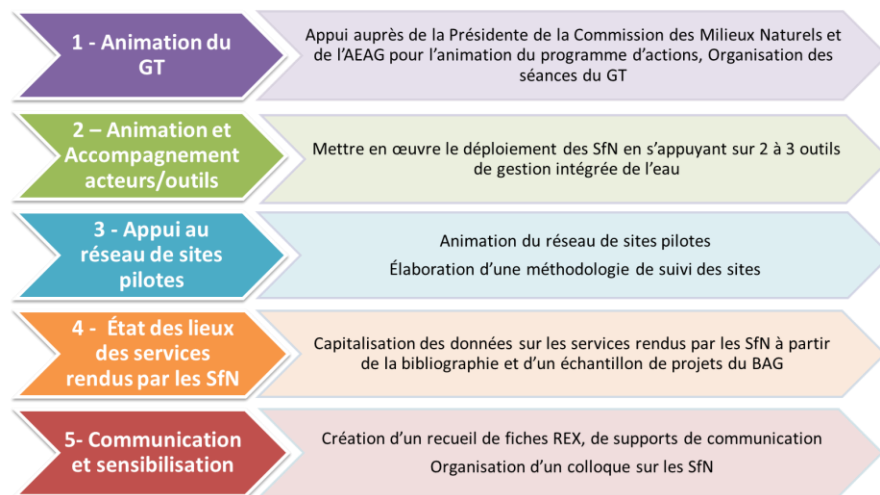 1 - Animation du
GT
Appui auprès de la Présidente de la Commission des Milieux Naturels et
de l'AEAG pour l'animation du programme d'actions, Organisation des
séances du GT
2 – Animation et
Accompagnement
acteurs/outils
Mettre en œuvre le déploiement des SfN en s'appuyant sur 2 à 3 outils
de gestion intégrée de l'eau
3 - Appui au
réseau de sites
pilotes
Animation du réseau de sites pilotes
Élaboration d'une méthodologie de suivi des sites
4 - État des lieux
des services
rendus par les SfN
Capitalisation des données sur les services rendus par les SfN à partir
de la bibliographie et d'un échantillon de projets du BAG
5- Communication
et sensibilisation
Création d'un recueil de fiches REX, de supports de communication
Organisation d'un colloque sur les SfN